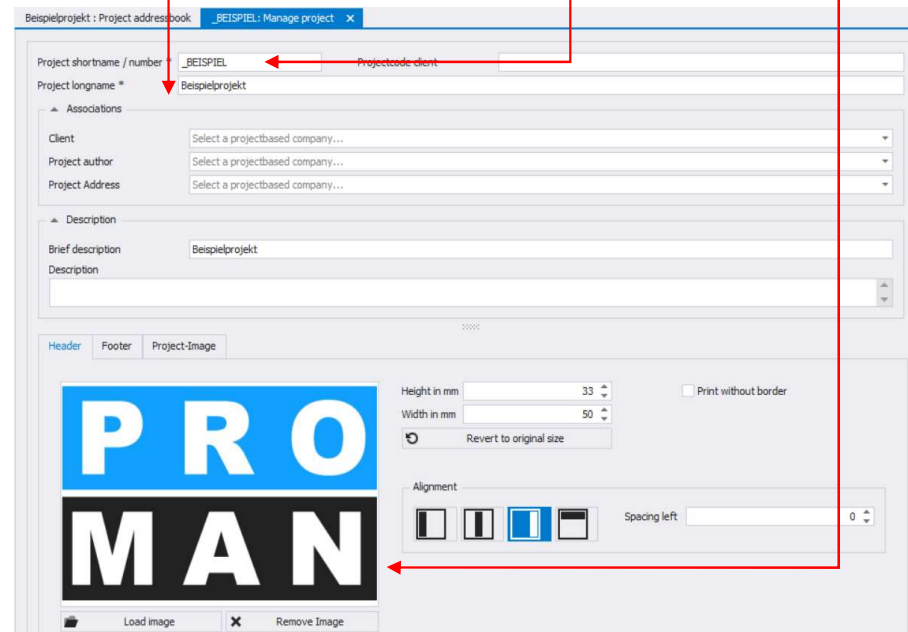 Beispielprojekt : Project addressbook _BEISPIEL: Manage project X
Project shortname / number * _BEISPIEL Projectcode client
Project longname * Beispielprojekt
Associations
Client Select a projectbased company...
Project author Select a projectbased company...
Project Address Select a projectbased company...
Description
Brief description Beispielprojekt
Description
Header Footer Project-Image
Height in mm 33 Print without border
Width in mm 50
Revert to original size
PRO
MAN
Alignment
Spacing left 0
Load image Remove Image